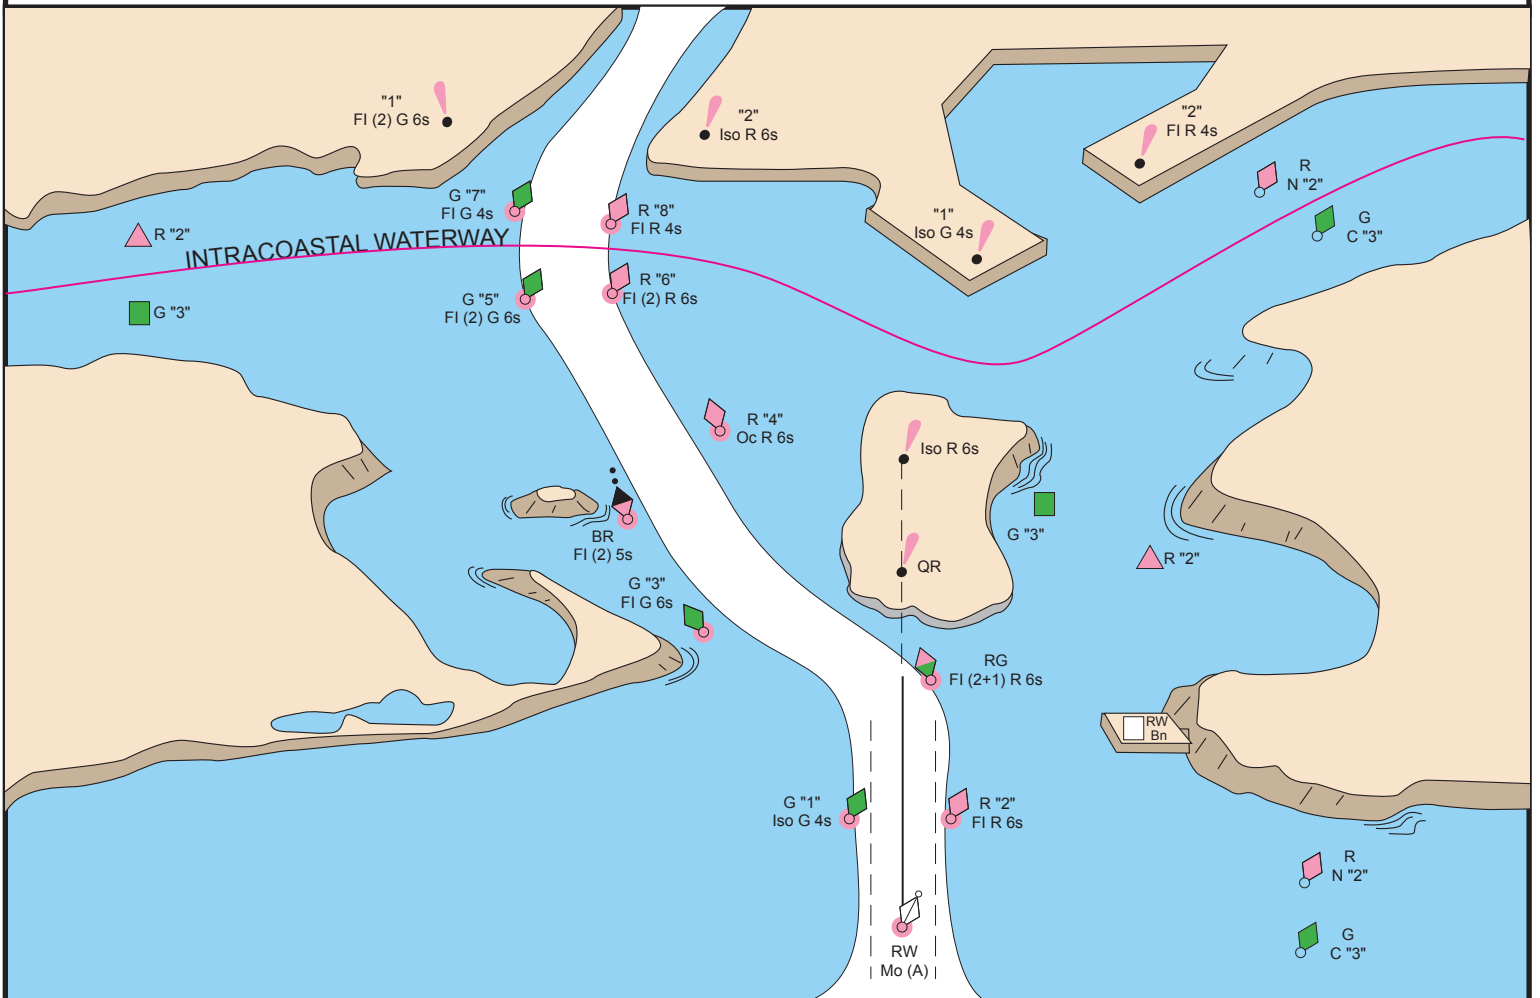 "1"
Fl (2) G 6s
"2"
Iso R 6s
"2"
Fl R 4s
R
N "2"
G
C "3"
G "7"
Fl G 4s
R "8"
Fl R 4s
"1"
Iso G 4s
R "2"
INTRACOASTAL WATERWAY
G "3"
G "5"
Fl (2) G 6s
R "6"
Fl (2) R 6s
R "4"
Oc R 6s
Iso R 6s
G "3"
BR
Fl (2) 5s
QR
R "2"
G "3"
Fl G 6s
RG
Fl (2+1) R 6s
RW
Bn
G "1"
Iso G 4s
R "2"
Fl R 6s
R
N "2"
G
C "3"
RW
Mo (A)